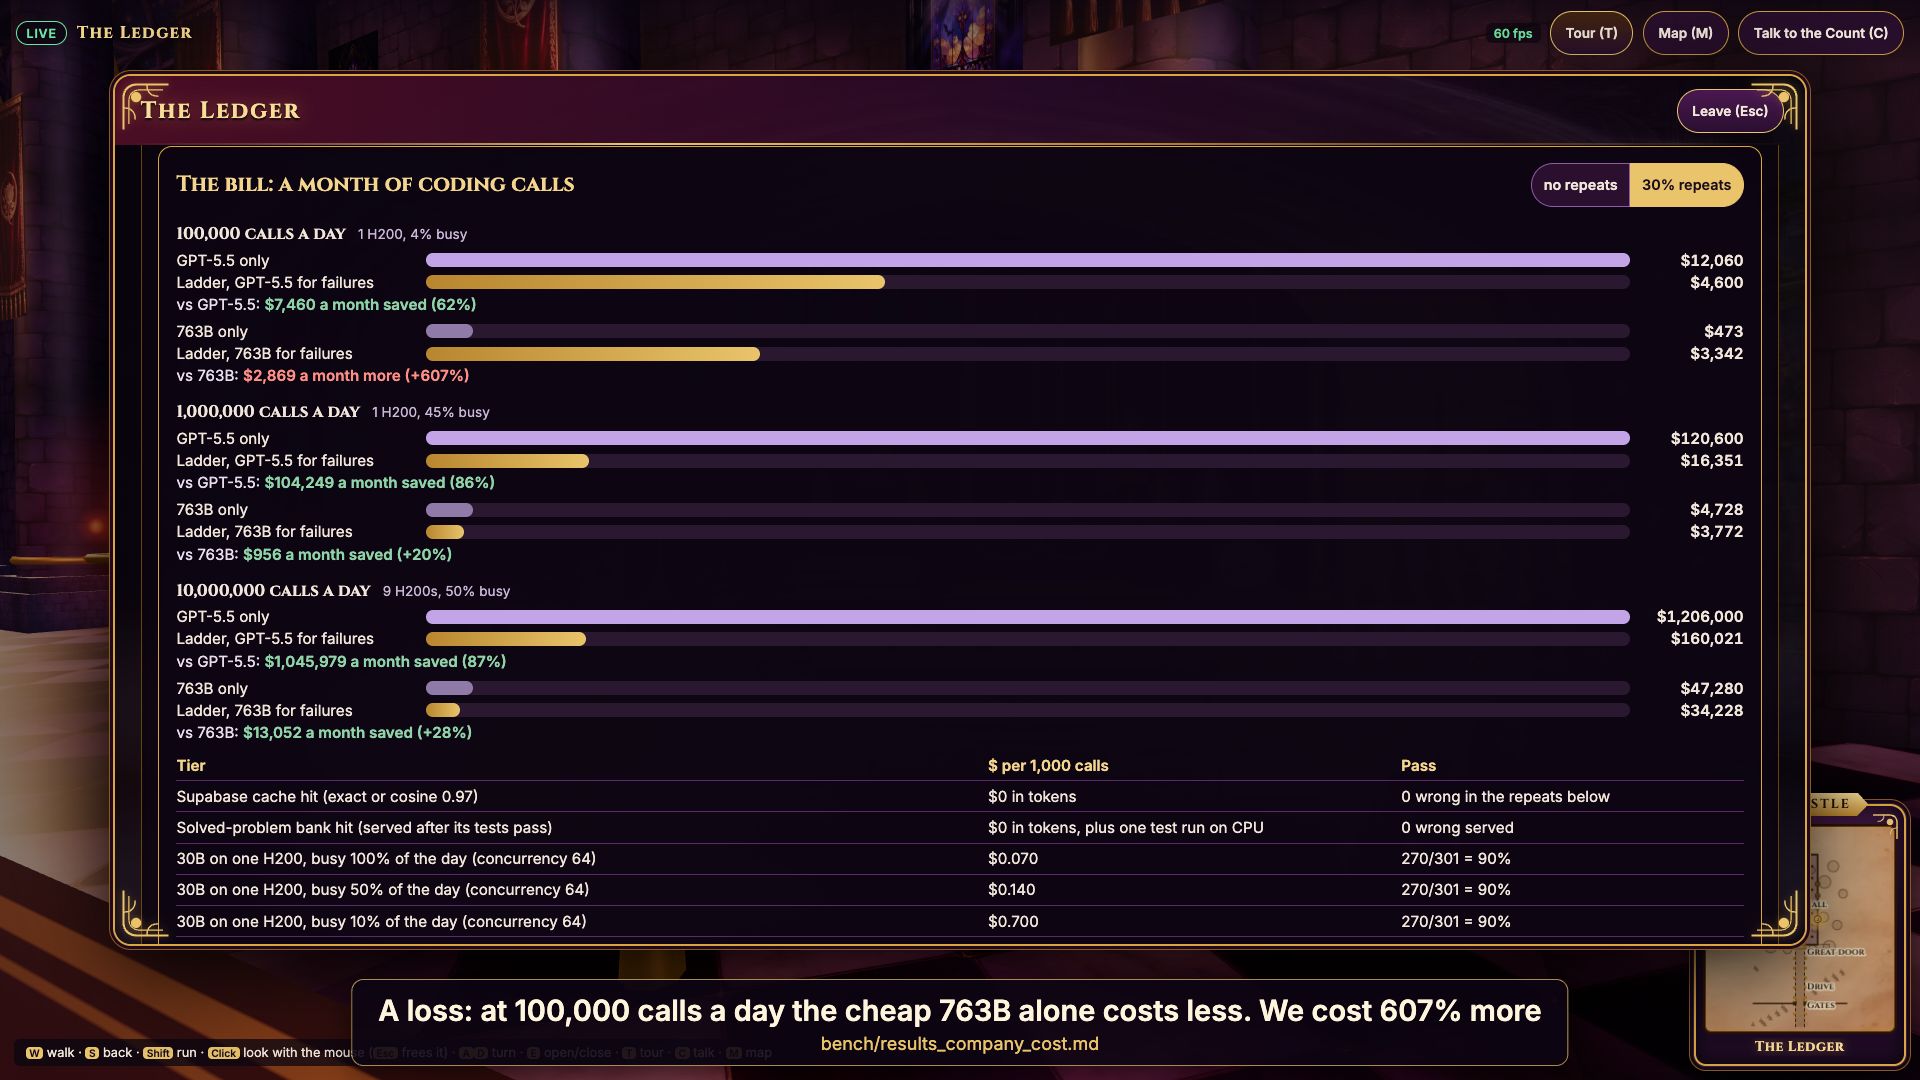 LIVE THE LEDGER
60 fps Tour (T) Map (M) Talk to the Count (C)
THE LEDGER
Leave (Esc)
THE BILL: A MONTH OF CODING CALLS
no repeats 30% repeats
100,000 CALLS A DAY 1 H200, 4% busy
GPT-5.5 only $12,060
Ladder, GPT-5.5 for failures $4,600
vs GPT-5.5: $7,460 a month saved (62%)
763B only $473
Ladder, 763B for failures $3,342
vs 763B: $2,869 a month more (+607%)
1,000,000 CALLS A DAY 1 H200, 45% busy
GPT-5.5 only $120,600
Ladder, GPT-5.5 for failures $16,351
vs GPT-5.5: $104,249 a month saved (86%)
763B only $4,728
Ladder, 763B for failures $3,772
vs 763B: $956 a month saved (+20%)
10,000,000 CALLS A DAY 9 H200s, 50% busy
GPT-5.5 only $1,206,000
Ladder, GPT-5.5 for failures $160,021
vs GPT-5.5: $1,045,979 a month saved (87%)
763B only $47,280
Ladder, 763B for failures $34,228
vs 763B: $13,052 a month saved (+28%)
Tier $ per 1,000 calls Pass
Supabase cache hit (exact or cosine 0.97) $0 in tokens 0 wrong in the repeats below
Solved-problem bank hit (served after its tests pass) $0 in tokens, plus one test run on CPU 0 wrong served
30B on one H200, busy 100% of the day (concurrency 64) $0.070 270/301 = 90%
30B on one H200, busy 50% of the day (concurrency 64) $0.140 270/301 = 90%
30B on one H200, busy 10% of the day (concurrency 64) $0.700 270/301 = 90%
STLE
ALL
GREAT DOOR
DRIVE
GATES
THE LEDGER
A loss: at 100,000 calls a day the cheap 763B alone costs less. We cost 607% more
bench/results_company_cost.md
W walk · S back · Shift run · Click look with the mouse (Esc frees it) · A D turn · E open/close · T tour · C talk · M map